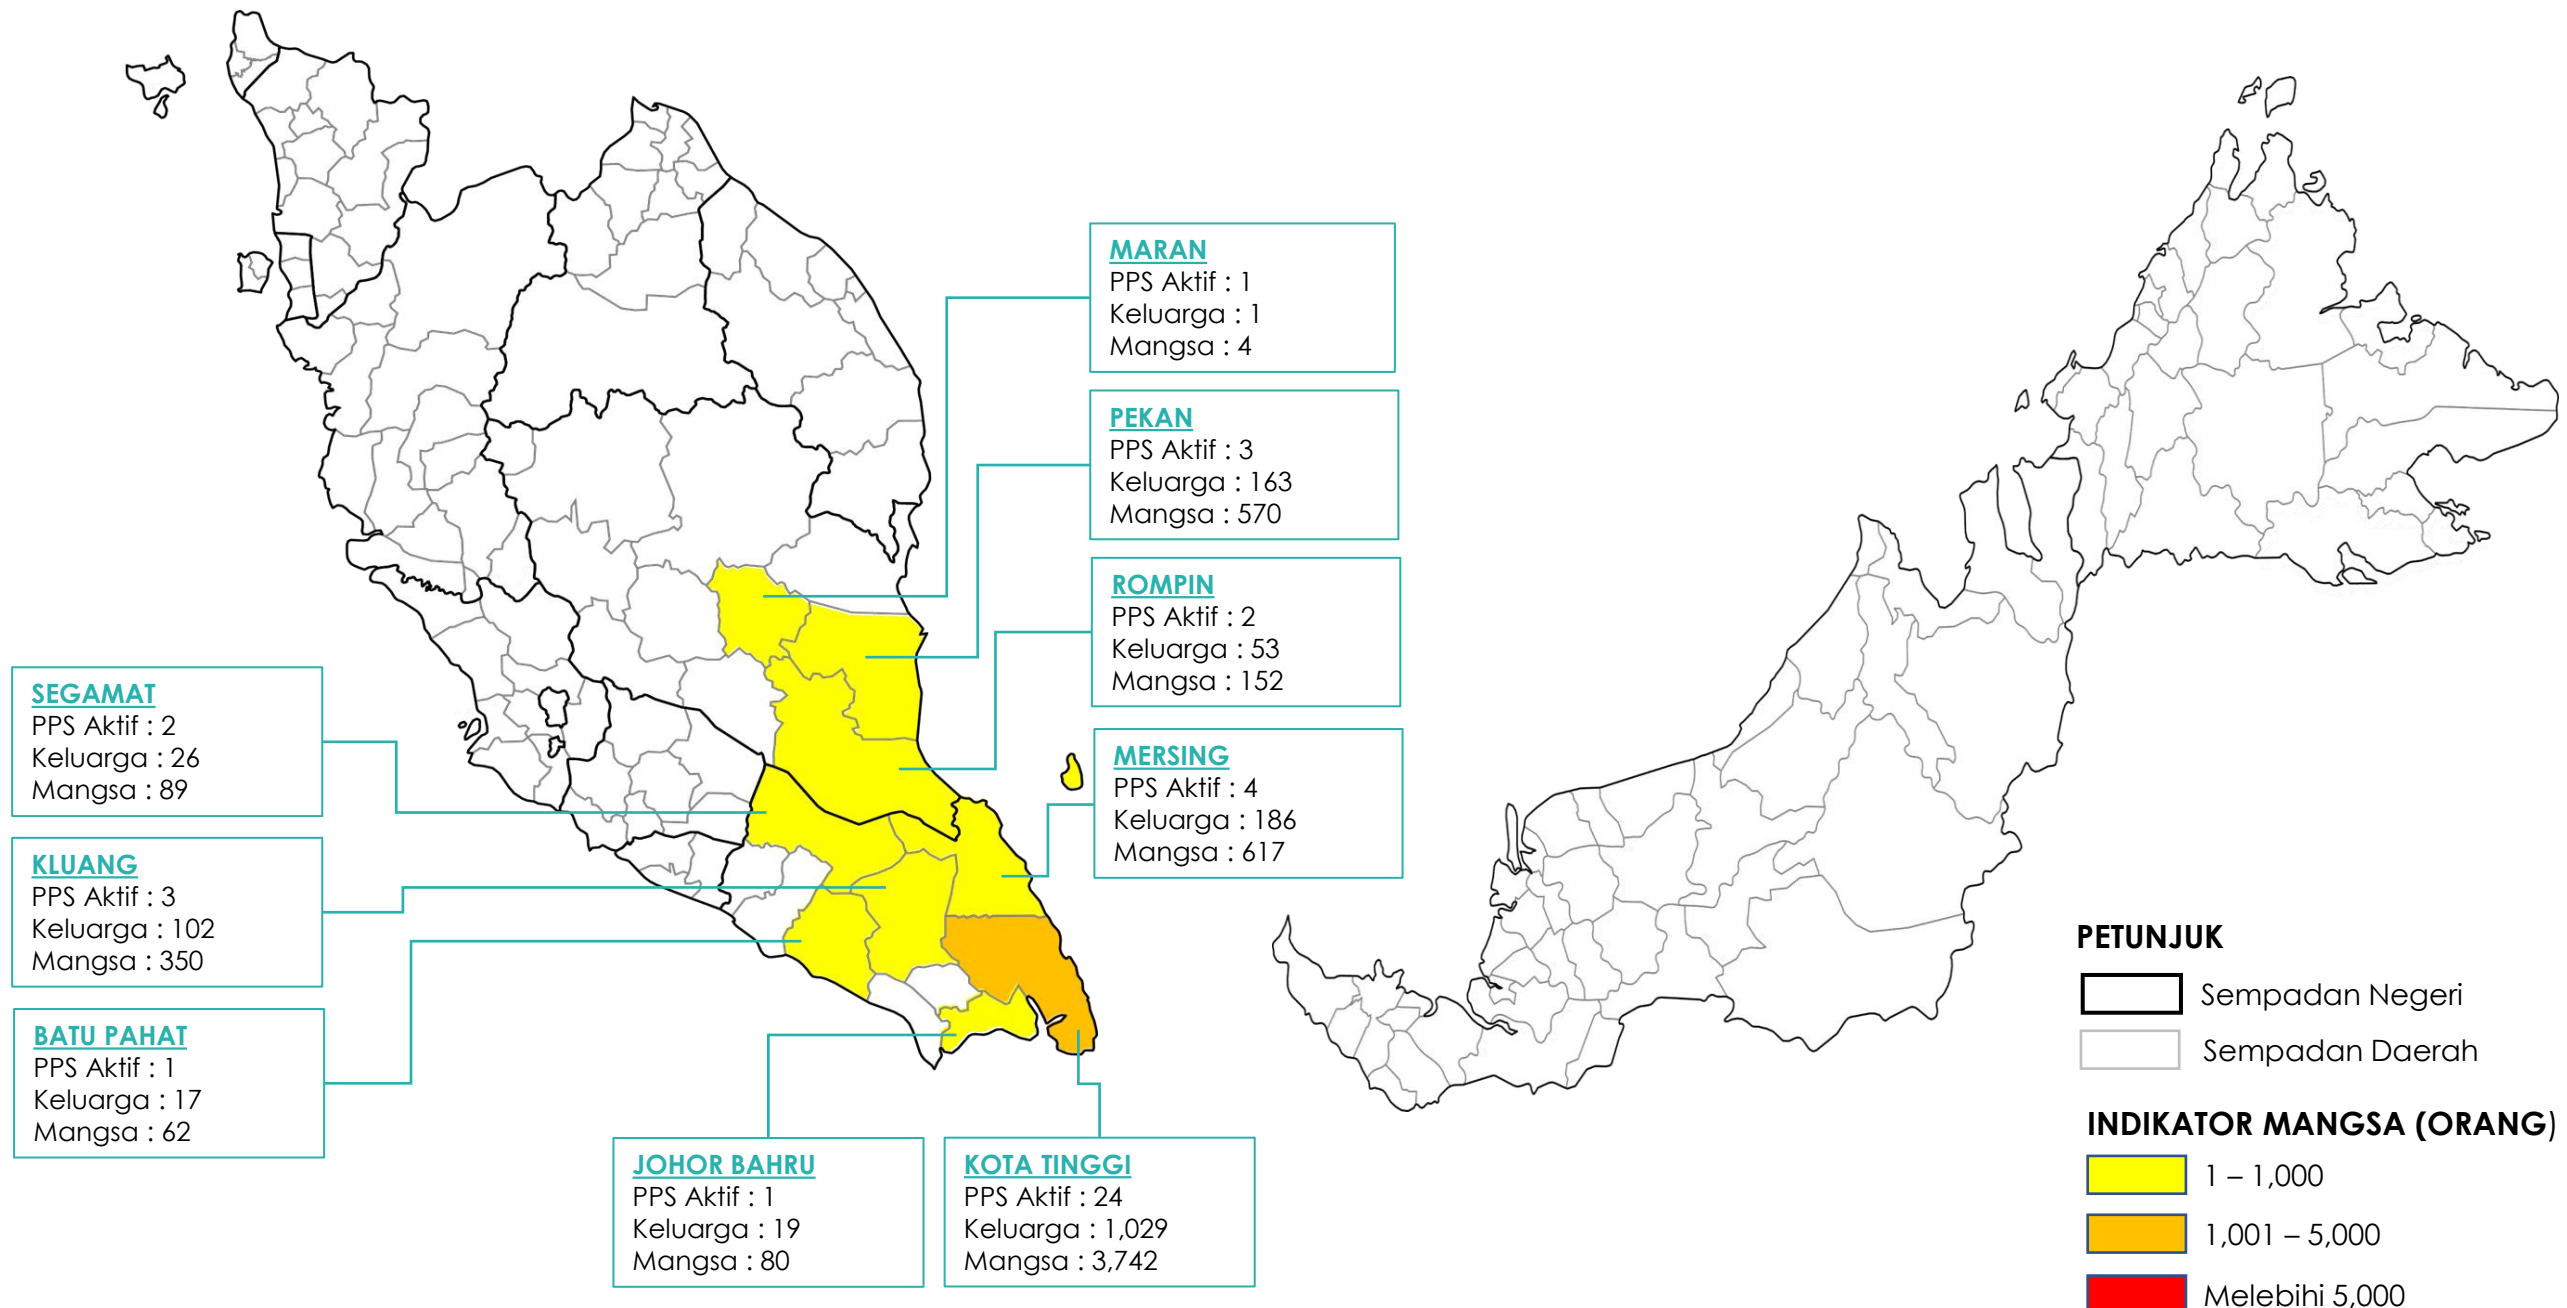 MARAN
PPS Aktif : 1
Keluarga : 1
Mangsa : 4
PEKAN
PPS Aktif : 3
Keluarga : 163
Mangsa : 570
ROMPIN
PPS Aktif : 2
Keluarga : 53
Mangsa : 152
MERSING
PPS Aktif : 4
Keluarga : 186
Mangsa : 617
SEGAMAT
PPS Aktif : 2
Keluarga : 26
Mangsa : 89
KLUANG
PPS Aktif : 3
Keluarga : 102
Mangsa : 350
BATU PAHAT
PPS Aktif : 1
Keluarga : 17
Mangsa : 62
JOHOR BAHRU
PPS Aktif : 1
Keluarga : 19
Mangsa : 80
KOTA TINGGI
PPS Aktif : 24
Keluarga : 1,029
Mangsa : 3,742
PETUNJUK
Sempadan Negeri
Sempadan Daerah
INDIKATOR MANGSA (ORANG)
1 – 1,000
1,001 – 5,000
Melebihi 5,000